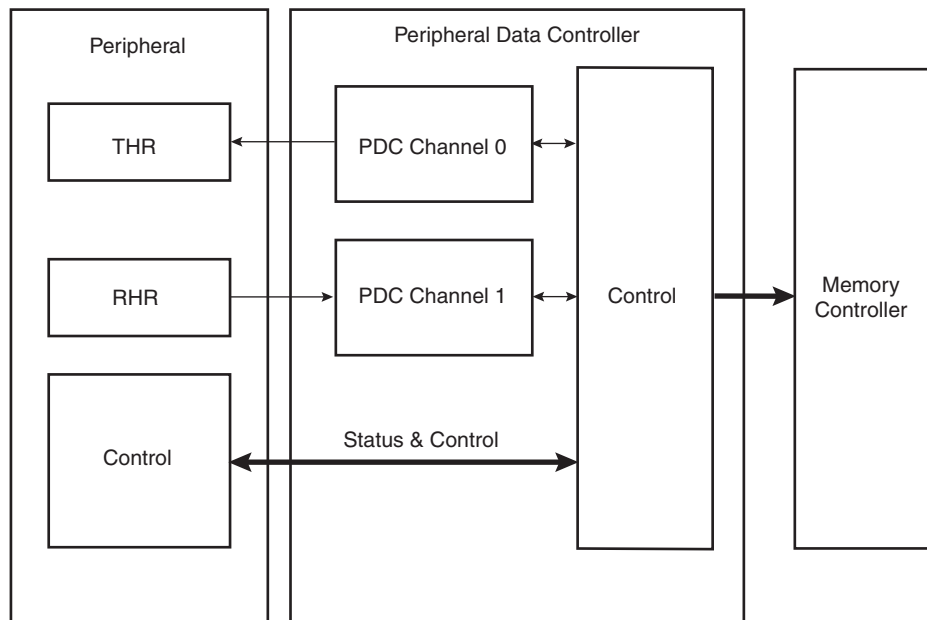 Peripheral
Peripheral Data Controller
THR
PDC Channel 0
RHR
PDC Channel 1
Control
Memory
Controller
Control
Status & Control